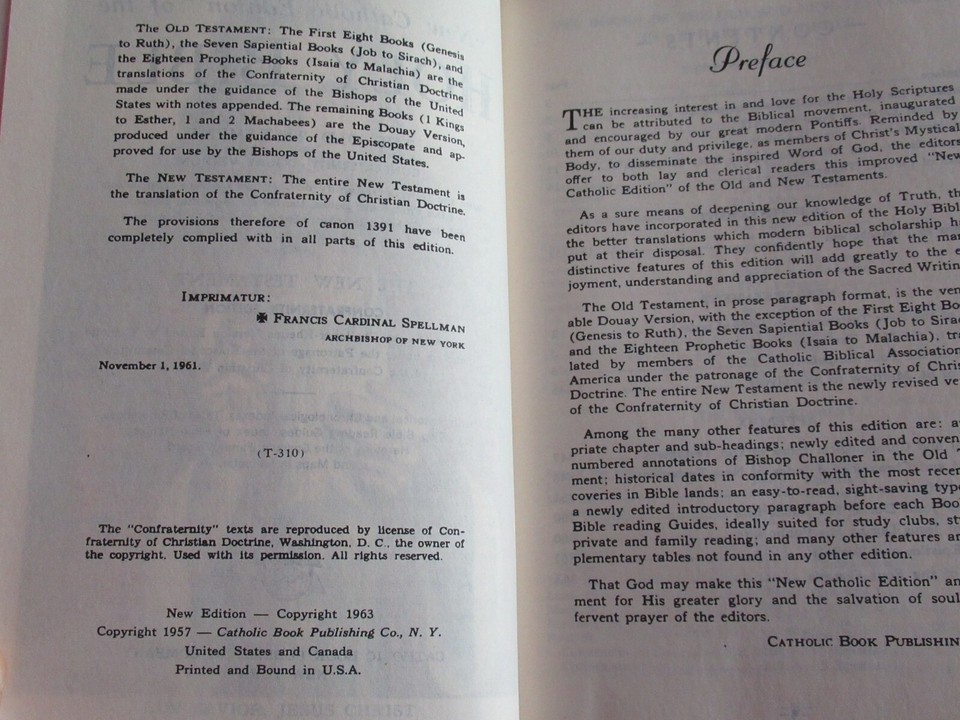 The OLD TESTAMENT: The First Eight Books (Genesis
to Ruth), the Seven Sapiential Books (Job to Sirach), and
the Eighteen Prophetic Books (Isaia to Malachia) are the
translations of the Confraternity of Christian Doctrine
made under the guidance of the Bishops of the United
States with notes appended. The remaining Books (1 Kings
to Esther, 1 and 2 Machabees) are the Douay Version,
produced under the guidance of the Episcopate and ap-
proved for use by the Bishops of the United States.
The NEW TESTAMENT: The entire New Testament is
the translation of the Confraternity of Christian Doctrine.
The provisions therefore of canon 1391 have been
completely complied with in all parts of this edition.
IMPRIMATUR:
✠ FRANCIS CARDINAL SPELLMAN
ARCHBISHOP OF NEW YORK
November 1, 1961.
(T-310)
The "Confraternity" texts are reproduced by license of Con-
fraternity of Christian Doctrine, Washington, D. C., the owner of
the copyright. Used with its permission. All rights reserved.
New Edition — Copyright 1963
Copyright 1957 — Catholic Book Publishing Co., N. Y.
United States and Canada
Printed and Bound in U.S.A.
Preface
THE increasing interest in and love for the Holy Scriptures
can be attributed to the Biblical movement, inaugurated
and encouraged by our great modern Pontiffs. Reminded by
them of our duty and privilege, as members of Christ's Mystical
Body, to disseminate the inspired Word of God, the editors
offer to both lay and clerical readers this improved "New
Catholic Edition" of the Old and New Testaments.
As a sure means of deepening our knowledge of Truth, th
editors have incorporated in this new edition of the Holy Bibl
the better translations which modern biblical scholarship h
put at their disposal. They confidently hope that the ma
distinctive features of this edition will add greatly to the e
joyment, understanding and appreciation of the Sacred Writin
The Old Testament, in prose paragraph format, is the ven
able Douay Version, with the exception of the First Eight Bo
(Genesis to Ruth), the Seven Sapiential Books (Job to Sirac
and the Eighteen Prophetic Books (Isaia to Malachia), tra
lated by members of the Catholic Biblical Association
America under the patronage of the Confraternity of Chris
Doctrine. The entire New Testament is the newly revised ve
of the Confraternity of Christian Doctrine.
Among the many other features of this edition are: a
priate chapter and sub-headings; newly edited and conven
numbered annotations of Bishop Challoner in the Old T
ment; historical dates in conformity with the most recen
coveries in Bible lands; an easy-to-read, sight-saving type
a newly edited introductory paragraph before each Boo
Bible reading Guides, ideally suited for study clubs, st
private and family reading; and many other features an
plementary tables not found in any other edition.
That God may make this "New Catholic Edition" an
ment for His greater glory and the salvation of soul
fervent prayer of the editors.
CATHOLIC BOOK PUBLISHIN